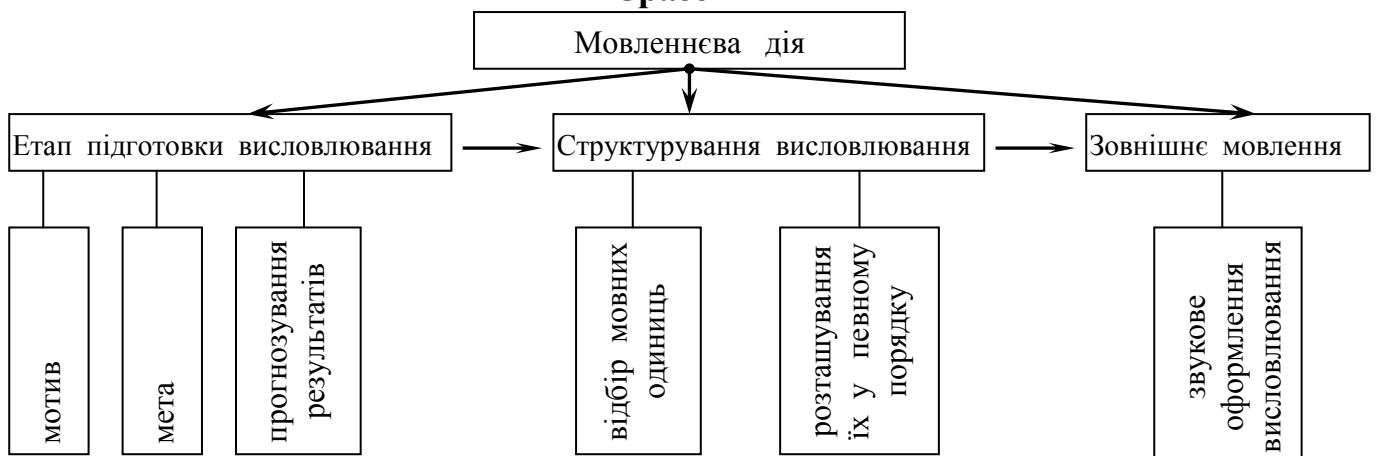 Мовленнєва дія
Етап підготовки висловлювання
Структурування висловлювання
Зовнішнє мовлення
мотив
мета
прогнозування
результатів
відбір мовних
одиниць
розташування
їх у певному
порядку
звукове
оформлення
висловлювання